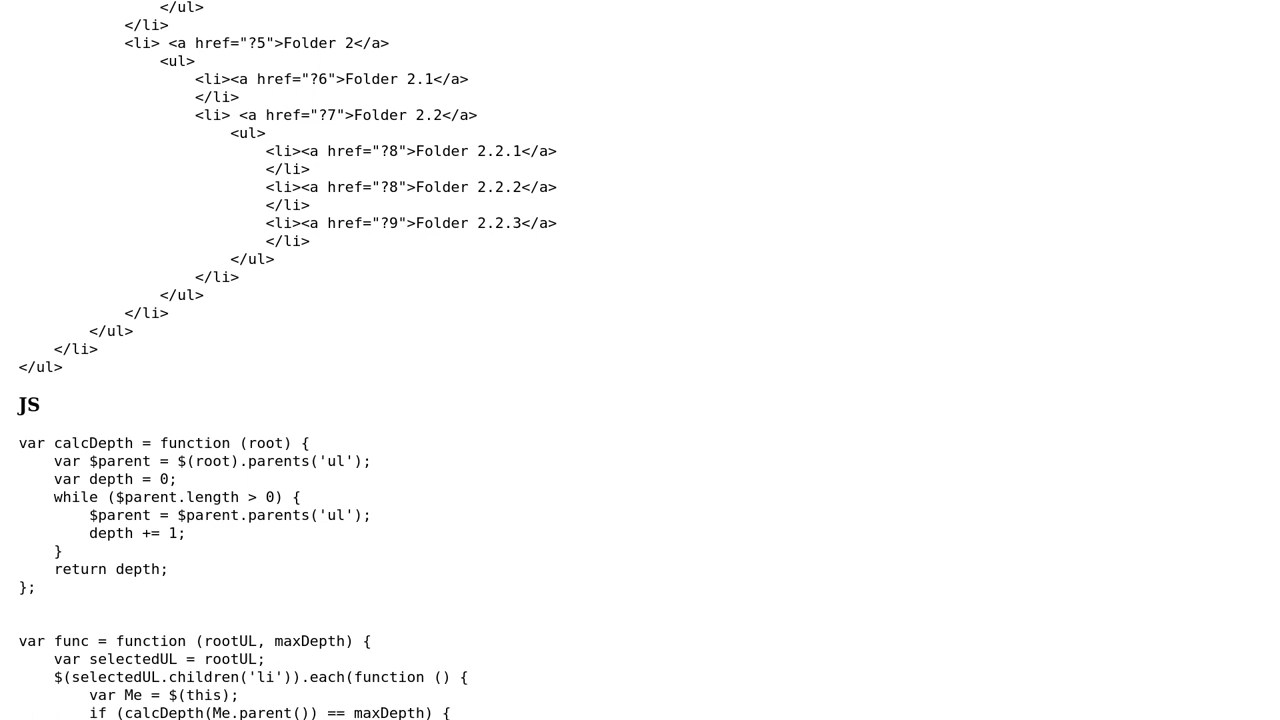 </ul>
            </li>
            <li> <a href="?5">Folder 2</a>
                <ul>
                    <li><a href="?6">Folder 2.1</a>
                    </li>
                    <li> <a href="?7">Folder 2.2</a>
                        <ul>
                            <li><a href="?8">Folder 2.2.1</a>
                            </li>
                            <li><a href="?8">Folder 2.2.2</a>
                            </li>
                            <li><a href="?9">Folder 2.2.3</a>
                            </li>
                        </ul>
                    </li>
                </ul>
            </li>
        </ul>
    </li>
</ul>
JS
var calcDepth = function (root) {
    var $parent = $(root).parents('ul');
    var depth = 0;
    while ($parent.length > 0) {
        $parent = $parent.parents('ul');
        depth += 1;
    }
    return depth;
};
var func = function (rootUL, maxDepth) {
    var selectedUL = rootUL;
    $(selectedUL.children('li')).each(function () {
        var Me = $(this);
        if (calcDepth(Me.parent()) == maxDepth) {